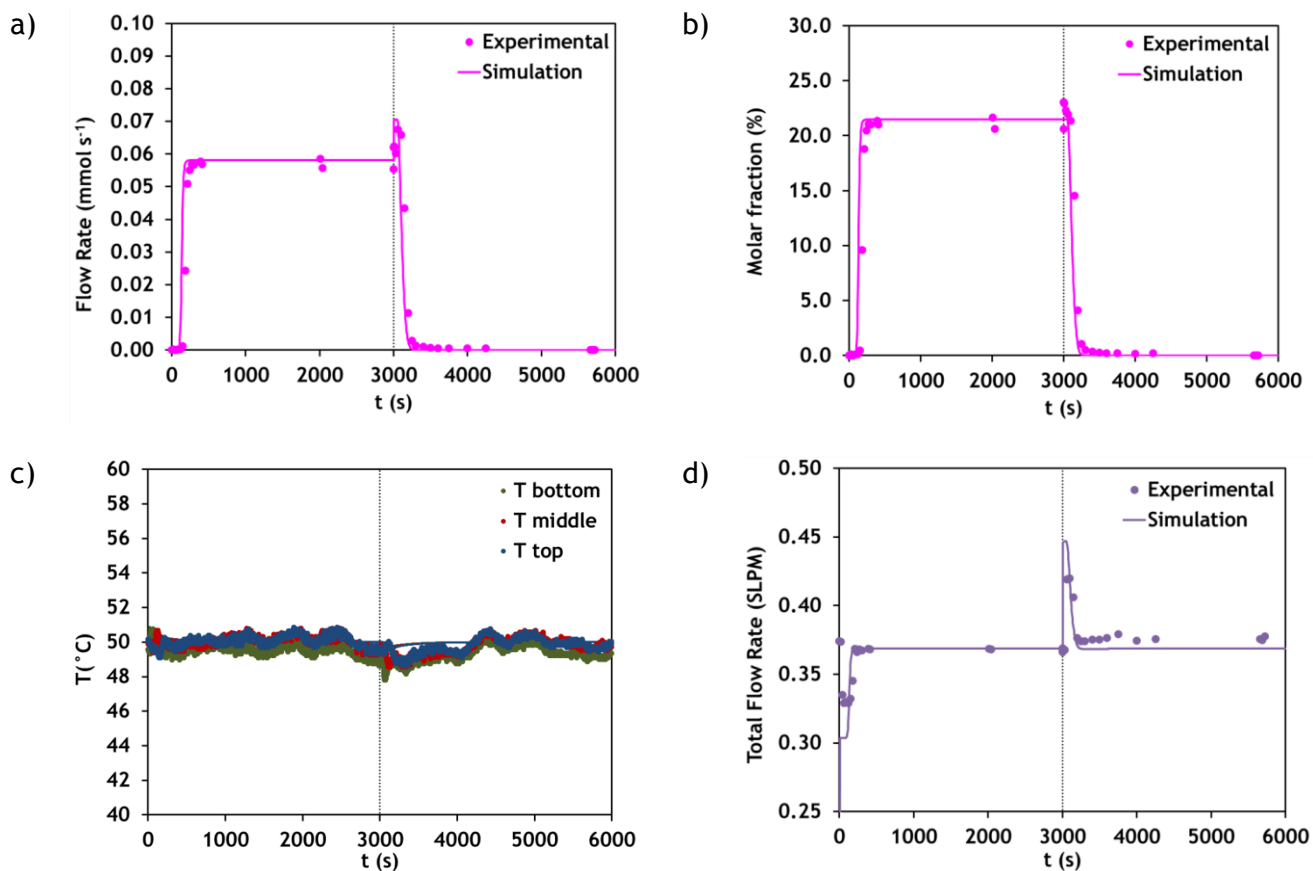 a)
Flow Rate (mmol s⁻¹)
0.10
0.09
0.08
0.07
0.06
0.05
0.04
0.03
0.02
0.01
0.00
Experimental
Simulation
0 1000 2000 3000 4000 5000 6000
t (s)
b)
Molar fraction (%)
30.0
25.0
20.0
15.0
10.0
5.0
0.0
Experimental
Simulation
0 1000 2000 3000 4000 5000 6000
t (s)
c)
T(°C)
60
58
56
54
52
50
48
46
44
42
40
T bottom
T middle
T top
0 1000 2000 3000 4000 5000 6000
t (s)
d)
Total Flow Rate (SLPM)
0.50
0.45
0.40
0.35
0.30
0.25
Experimental
Simulation
0 1000 2000 3000 4000 5000 6000
t (s)